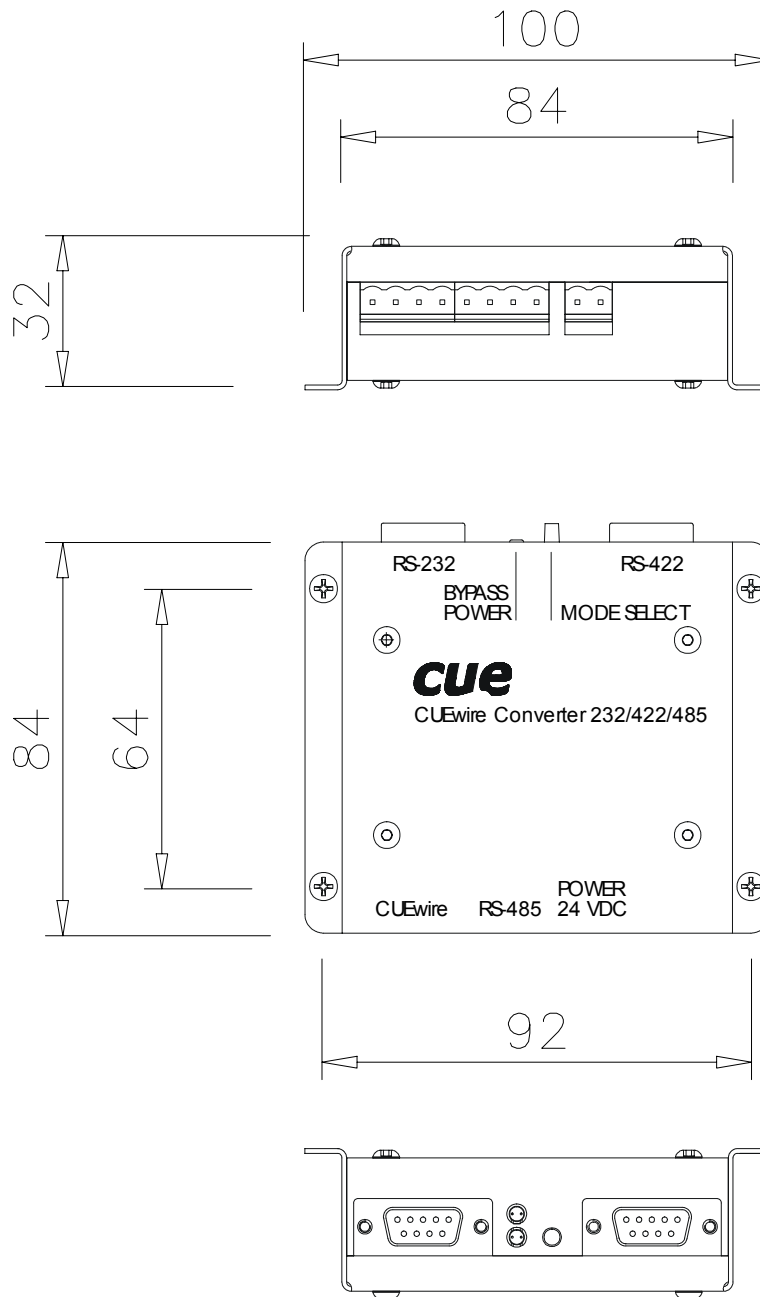 100
84
32
RS-232
RS-422
BYPASS
POWER
MODE SELECT
cue
CUEwire Converter 232/422/485
84
64
CUEwire
RS-485
POWER
24 VDC
92